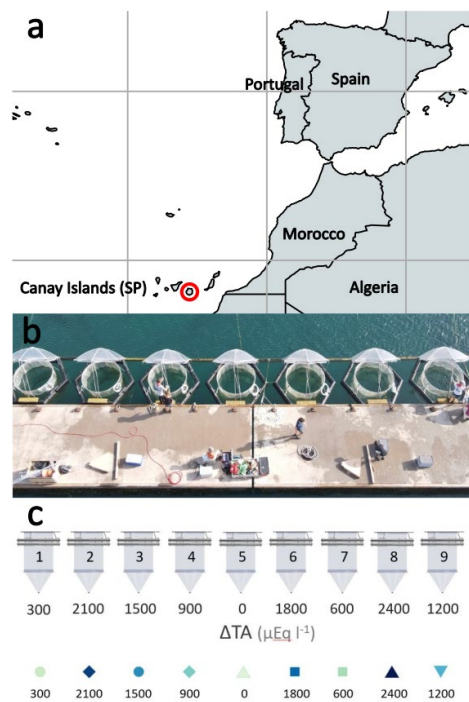 a
Portugal
Spain
Morocco
Canay Islands (SP)
Algeria
b
c
1 2 3 4 5 6 7 8 9
300 2100 1500 900 0 1800 600 2400 1200
ΔTA (µEq l⁻¹)
300 2100 1500 900 0 1800 600 2400 1200